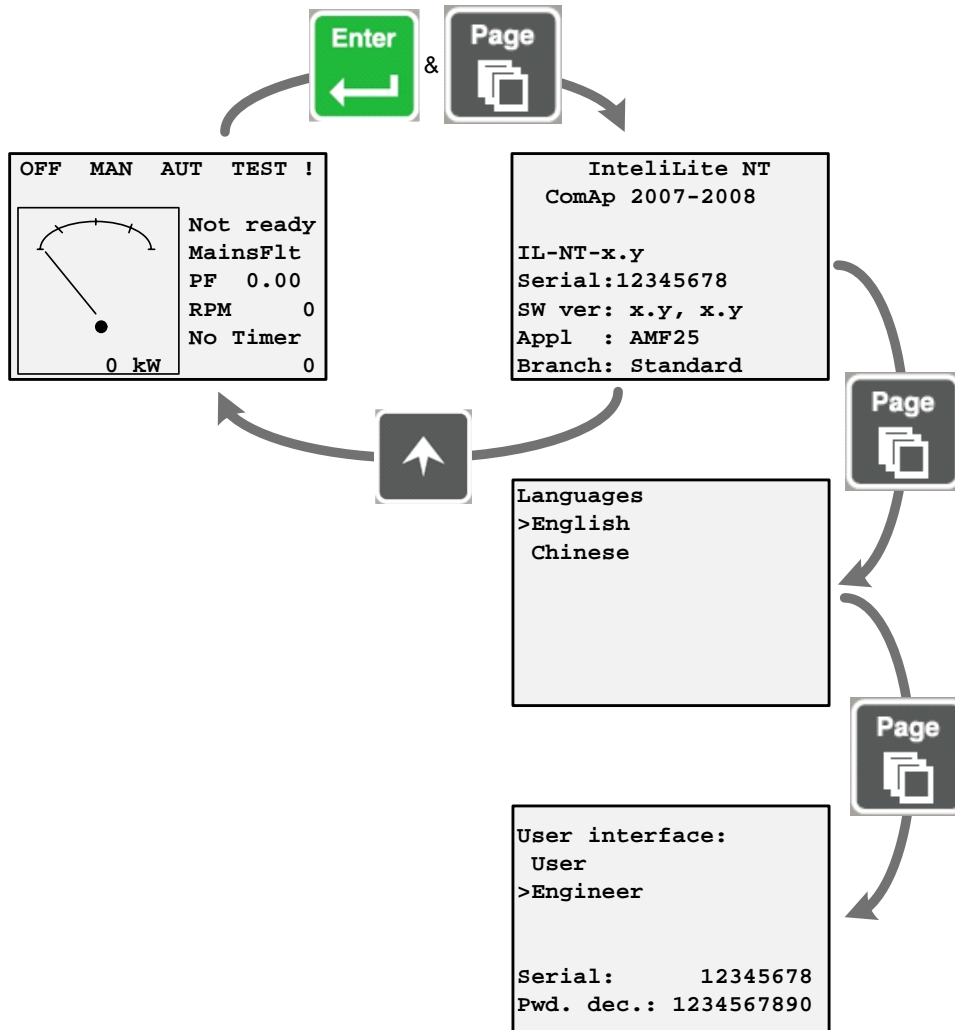 Enter
&
Page
OFF MAN AUT TEST !
Not ready
MainsFlt
PF 0.00
RPM 0
No Timer
0 kW 0
InteliLite NT
ComAp 2007-2008
IL-NT-x.y
Serial:12345678
SW ver: x.y, x.y
Appl : AMF25
Branch: Standard
Page
Languages
>English
Chinese
Page
User interface:
User
>Engineer
Serial: 12345678
Pwd. dec.: 1234567890